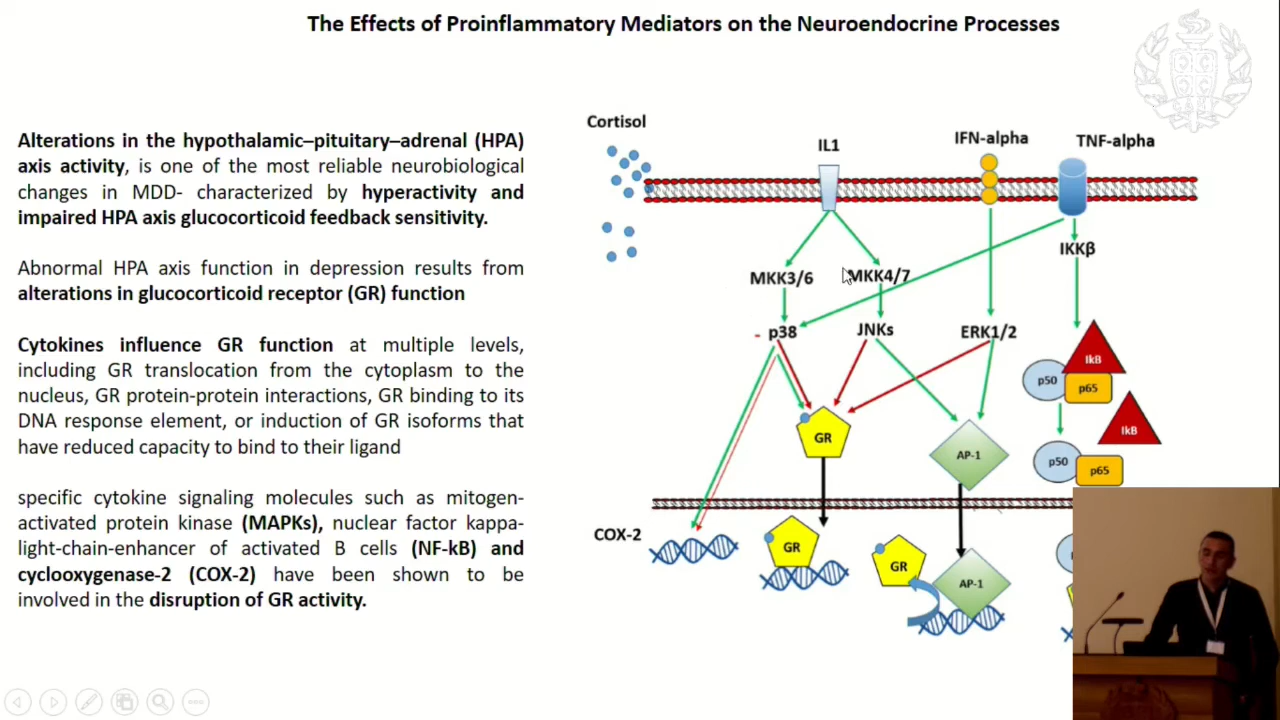 The Effects of Proinflammatory Mediators on the Neuroendocrine Processes
Alterations in the hypothalamic–pituitary–adrenal (HPA)
axis activity, is one of the most reliable neurobiological
changes in MDD- characterized by hyperactivity and
impaired HPA axis glucocorticoid feedback sensitivity.
Abnormal HPA axis function in depression results from
alterations in glucocorticoid receptor (GR) function
Cytokines influence GR function at multiple levels,
including GR translocation from the cytoplasm to the
nucleus, GR protein-protein interactions, GR binding to its
DNA response element, or induction of GR isoforms that
have reduced capacity to bind to their ligand
specific cytokine signaling molecules such as mitogen-
activated protein kinase (MAPKs), nuclear factor kappa-
light-chain-enhancer of activated B cells (NF-kB) and
cyclooxygenase-2 (COX-2) have been shown to be
involved in the disruption of GR activity.
Cortisol
IL1
IFN-alpha
TNF-alpha
IKKβ
MKK3/6
MKK4/7
- p38
JNKs
ERK1/2
IkB
p50
p65
IkB
GR
AP-1
p50
p65
COX-2
GR
GR
AP-1